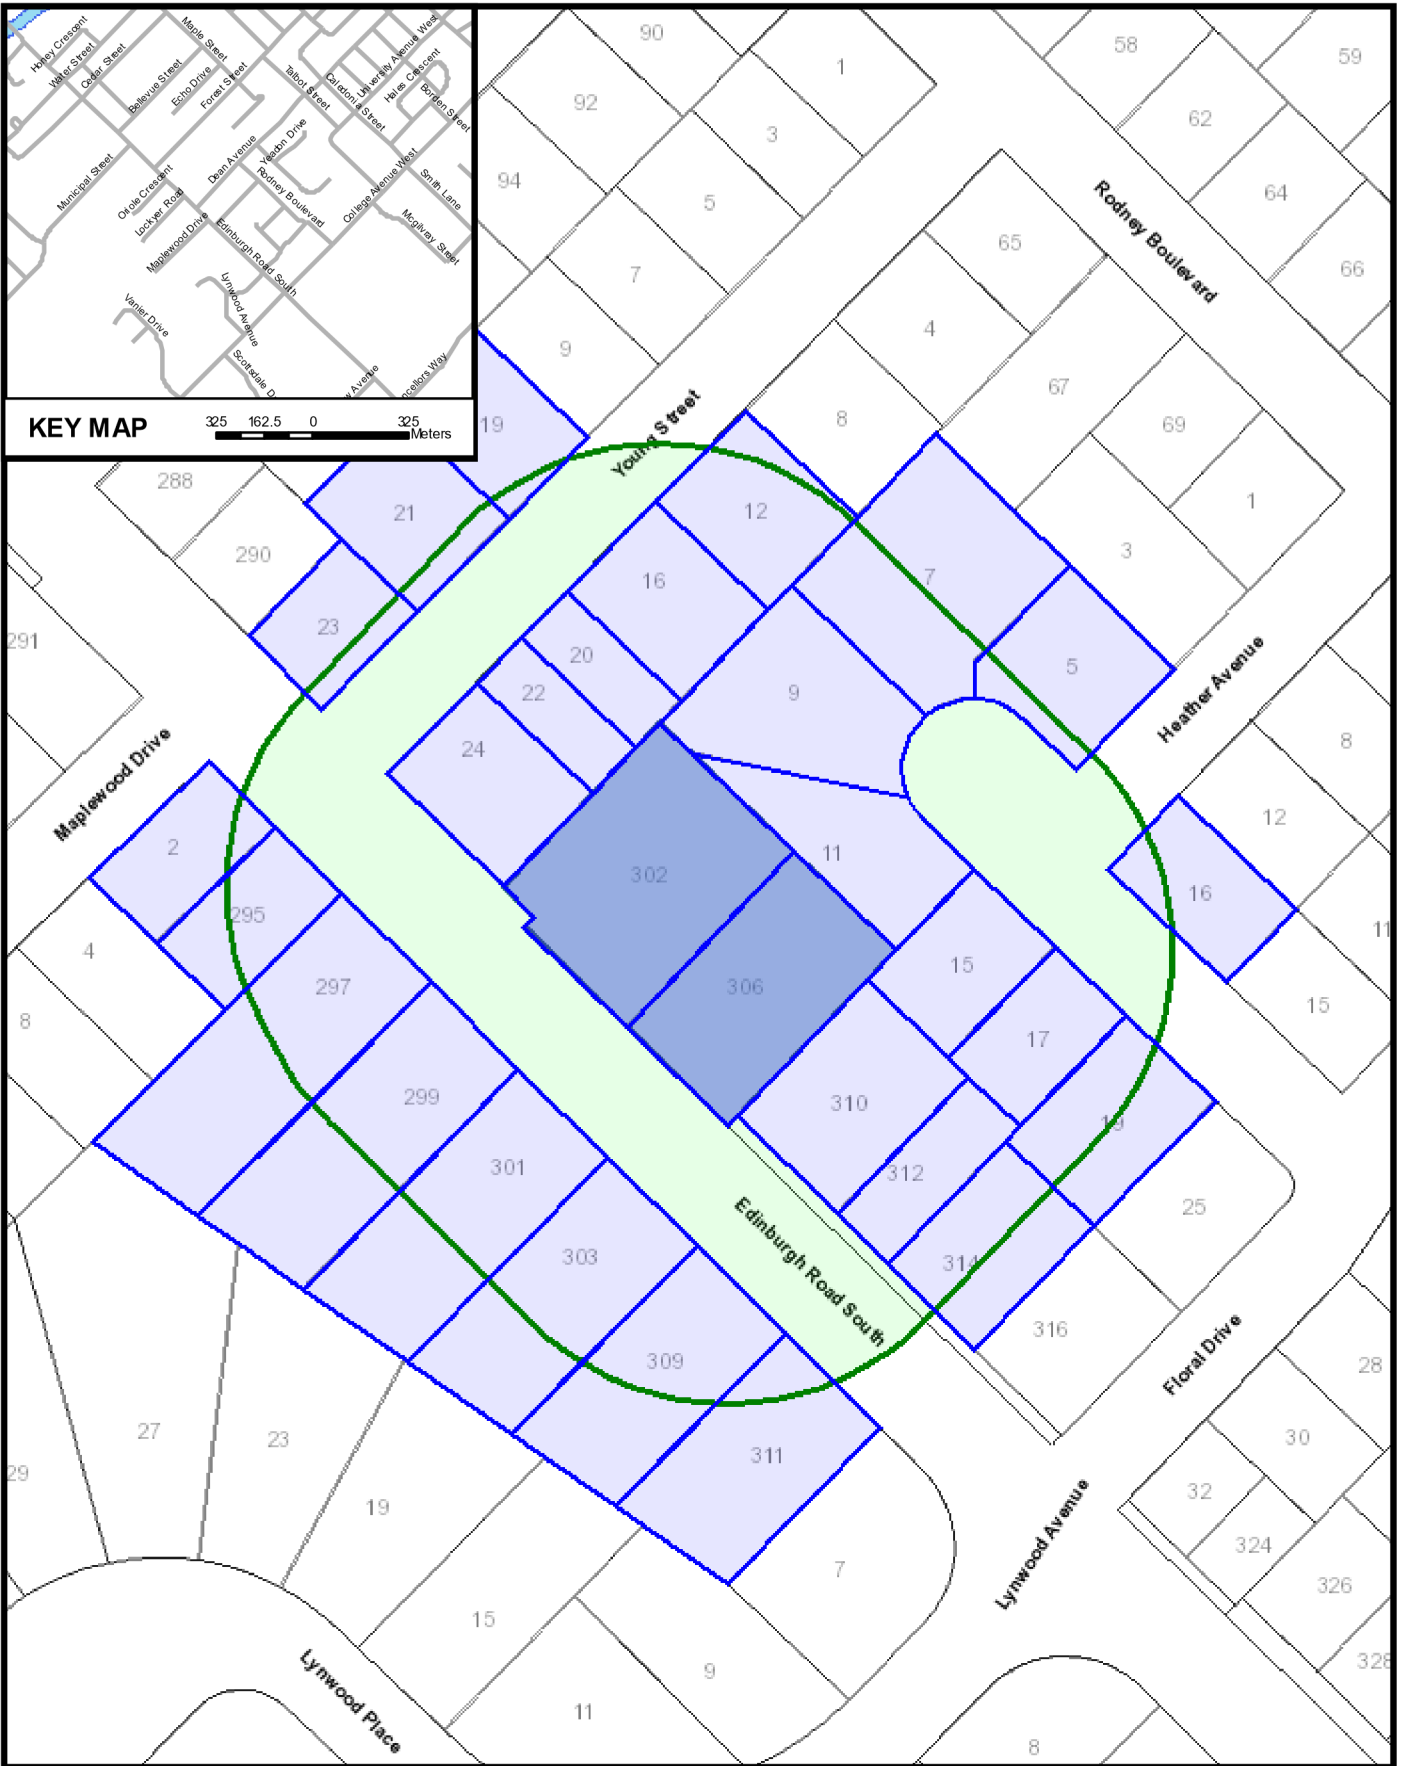 Holley Crescent
Water Street
Cedar Street
Maple Street
Bellevue Street
Echo Drive
Forest Street
Talbot Street
Caledonia Street
University Avenue West
Hales Crescent
Borden Street
Municipal Street
Oriole Crescent
Lockyer Road
Maplewood Drive
Dean Avenue
Yeadon Drive
Rodney Boulevard
College Avenue West
Smith Lane
Mcgilvray Street
Edinburgh Road South
Lynwood Avenue
Vanier Drive
Scottsdale D
w Avenue
ncellors Way
KEY MAP
325 162.5 0 325
Meters
90
1
58
59
92
3
62
94
5
64
Rodney Boulevard
65
66
7
4
9
67
8
69
19
Young Street
288
1
21
12
290
3
16
7
23
291
20
5
Heather Avenue
22
9
8
24
Maplewood Drive
12
2
11
302
16
295
11
4
15
297
306
15
8
17
299
310
19
301
312
25
Edinburgh Road South
303
314
316
Floral Drive
309
28
27
23
30
311
29
32
19
Lynwood Avenue
324
7
326
15
328
9
Lynwood Place
11
8